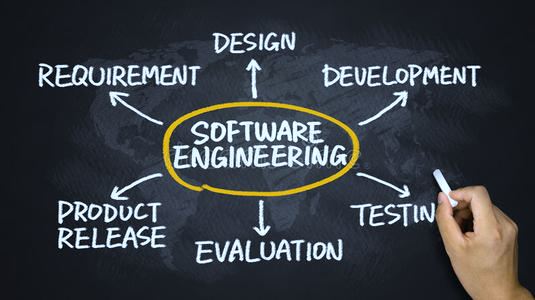 DESIGN
REQUIREMENT
DEVELOPMENT
SOFTWARE
ENGINEERING
PRODUCT
RELEASE
TESTIN
EVALUATION